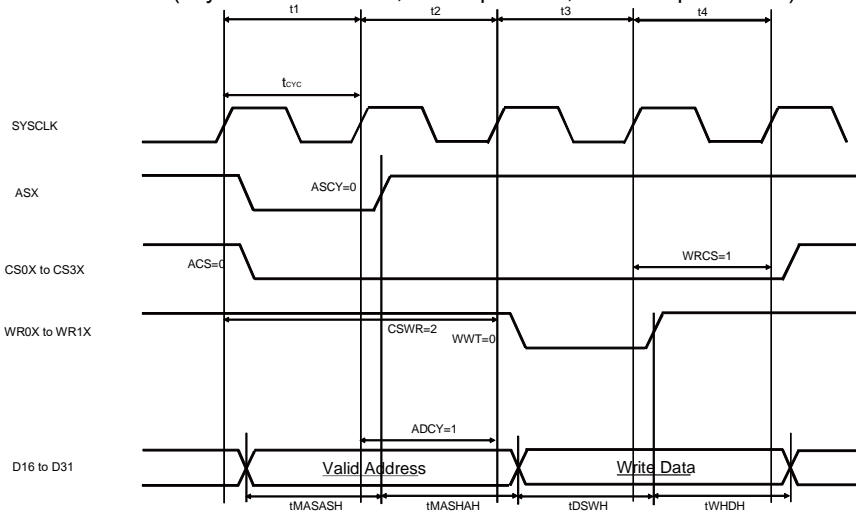 t1 t2 t3 t4
tCYC
SYSCLK
ASX
ASCY=0
CS0X to CS3X
ACS=0
WRCS=1
WR0X to WR1X
CSWR=2
WWT=0
ADCY=1
D16 to D31
Valid Address
Write Data
tMASASH tMASHAH tDSWH tWHDH